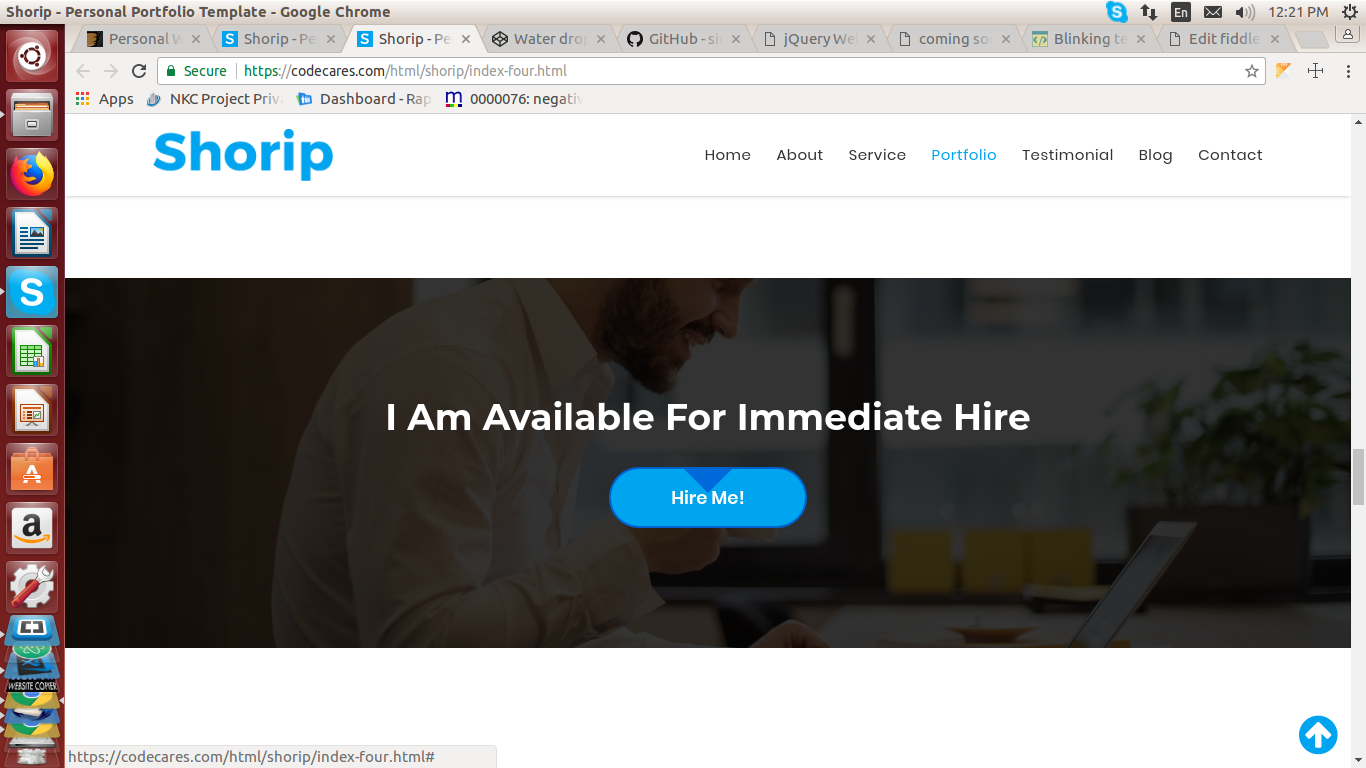 Shorip - Personal Portfolio Template - Google Chrome
En
12:21 PM
Personal W
Shorip - Pe
Shorip - Pe
Water drop
GitHub - si
jQuery We
coming so
Blinking te
Edit fiddle
Secure
https://codecares.com/html/shorip/index-four.html
Apps
NKC Project Priv
Dashboard - Rap
0000076: negati
Shorip
Home
About
Service
Portfolio
Testimonial
Blog
Contact
I Am Available For Immediate Hire
Hire Me!
WEBSITE COPIER
https://codecares.com/html/shorip/index-four.html#